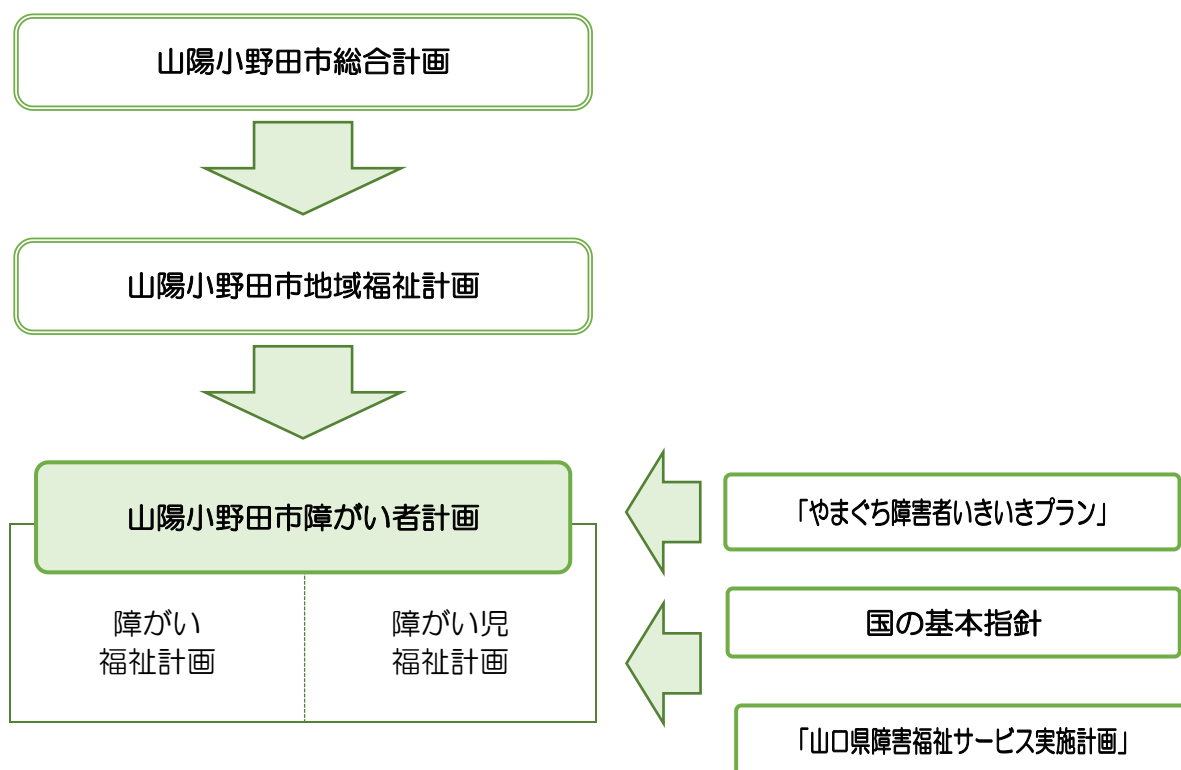 山陽小野田市総合計画
山陽小野田市地域福祉計画
山陽小野田市障がい者計画
障がい
福祉計画
障がい児
福祉計画
「やまぐち障害者いきいきプラン」
国の基本指針
「山口県障害福祉サービス実施計画」